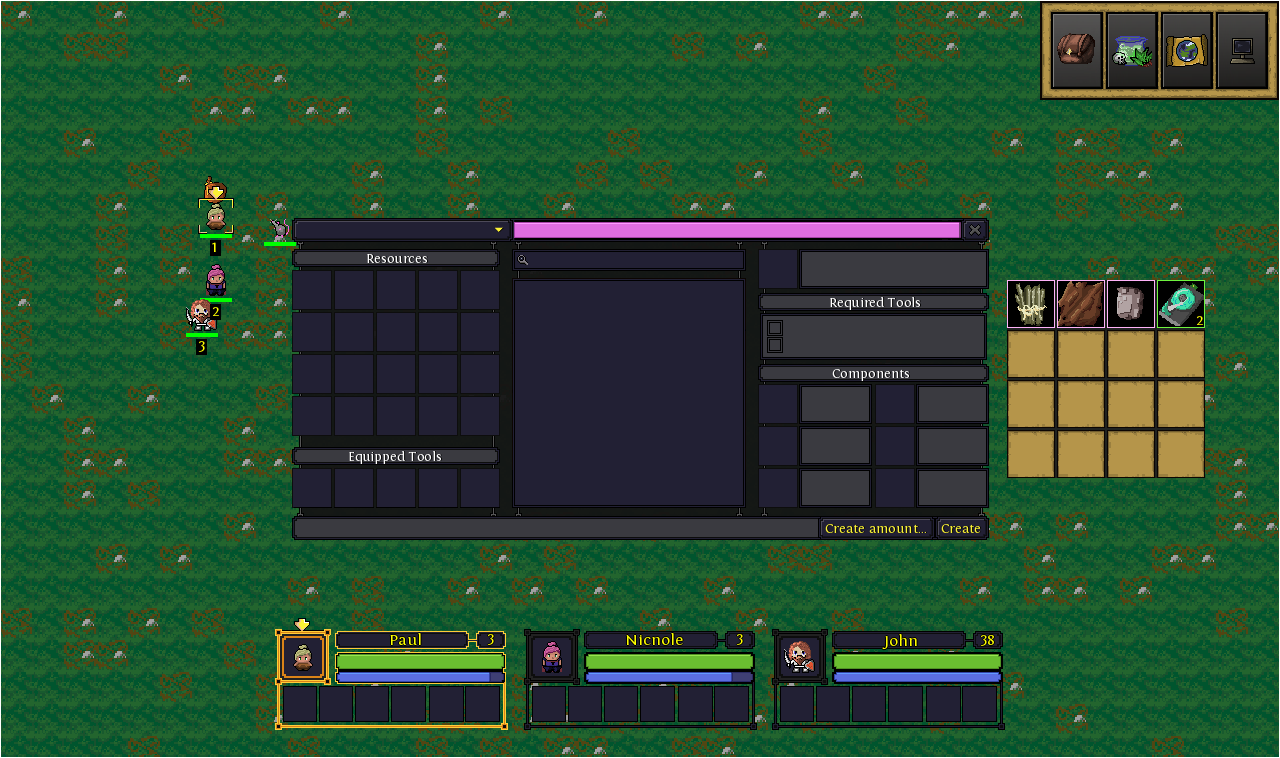 1
2
3
Resources
Required Tools
2
Components
Equipped Tools
Create amount... Create
Paul 3 Nicnole 3 John 38